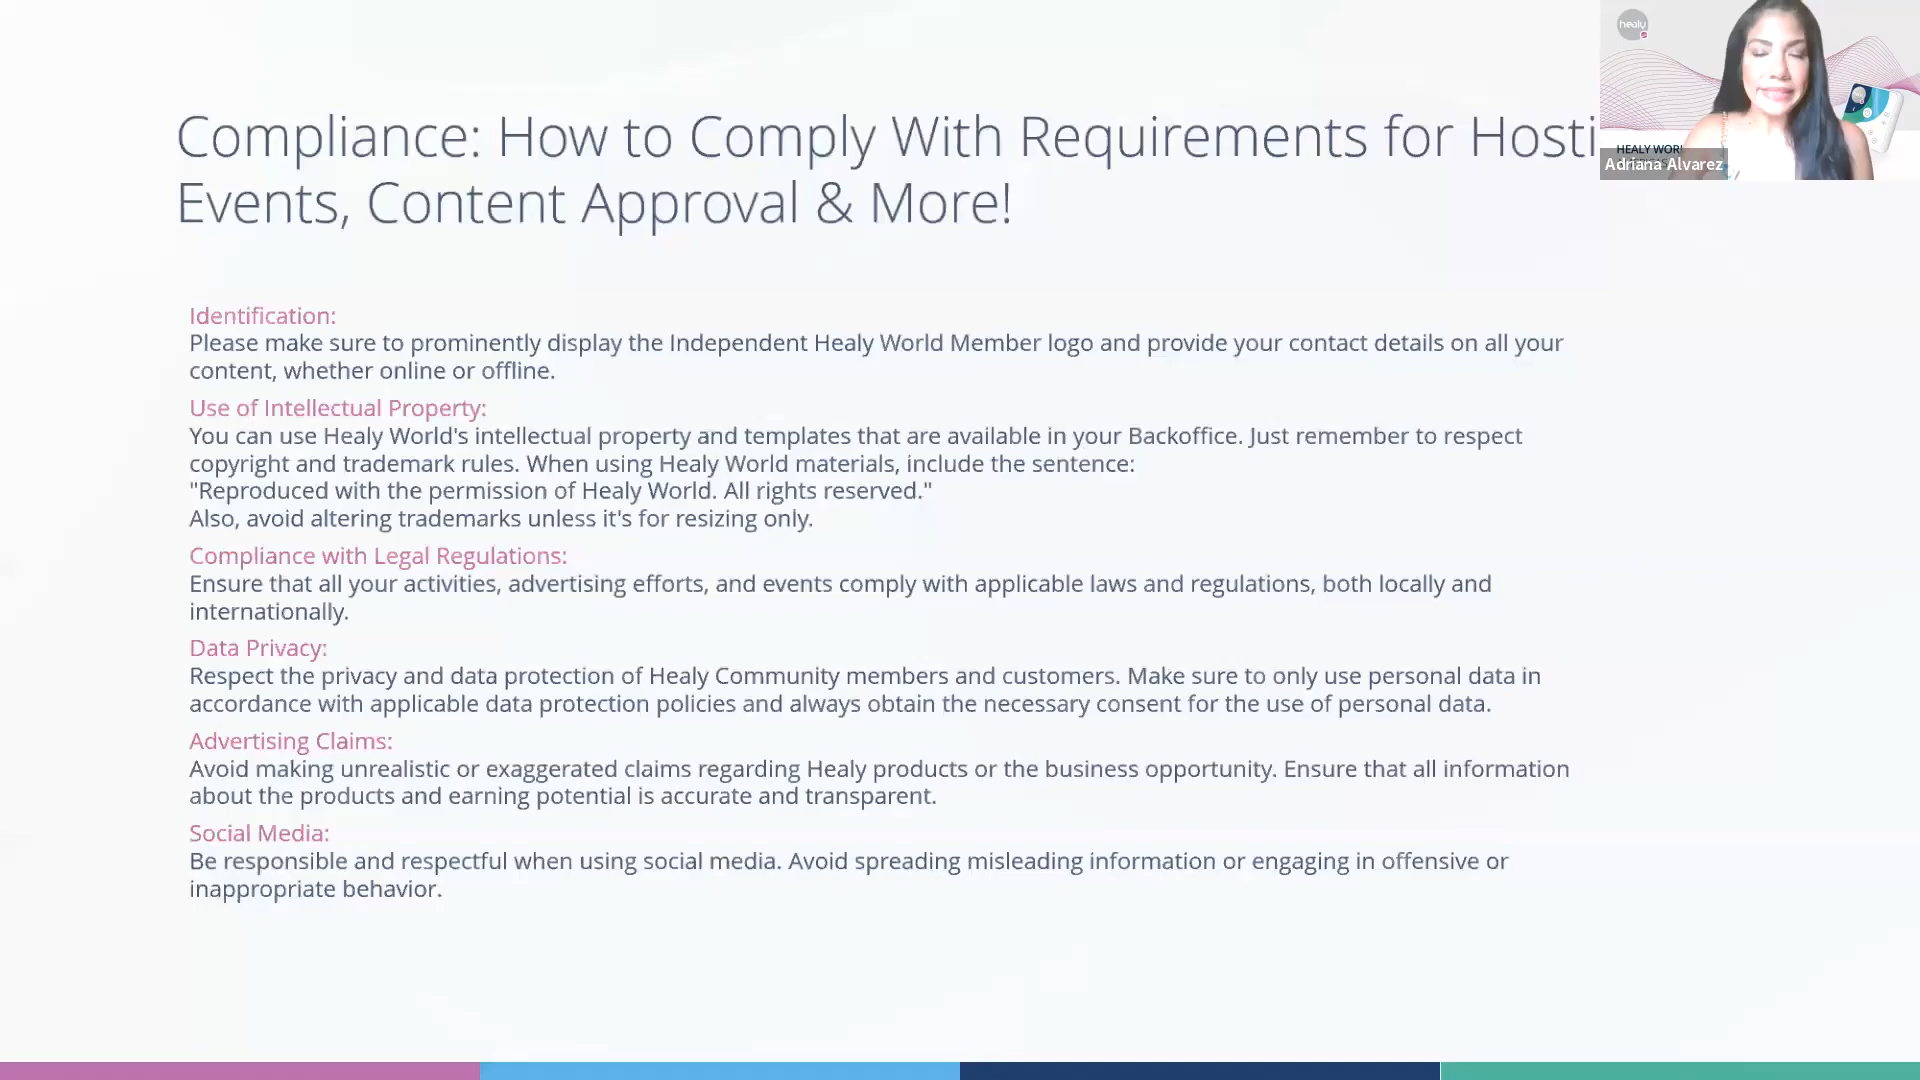 healy
Compliance: How to Comply With Requirements for Hosti
Events, Content Approval & More!
HEALY WOR
Adriana Alvarez
Identification:
Please make sure to prominently display the Independent Healy World Member logo and provide your contact details on all your
content, whether online or offline.
Use of Intellectual Property:
You can use Healy World's intellectual property and templates that are available in your Backoffice. Just remember to respect
copyright and trademark rules. When using Healy World materials, include the sentence:
"Reproduced with the permission of Healy World. All rights reserved."
Also, avoid altering trademarks unless it's for resizing only.
Compliance with Legal Regulations:
Ensure that all your activities, advertising efforts, and events comply with applicable laws and regulations, both locally and
internationally.
Data Privacy:
Respect the privacy and data protection of Healy Community members and customers. Make sure to only use personal data in
accordance with applicable data protection policies and always obtain the necessary consent for the use of personal data.
Advertising Claims:
Avoid making unrealistic or exaggerated claims regarding Healy products or the business opportunity. Ensure that all information
about the products and earning potential is accurate and transparent.
Social Media:
Be responsible and respectful when using social media. Avoid spreading misleading information or engaging in offensive or
inappropriate behavior.